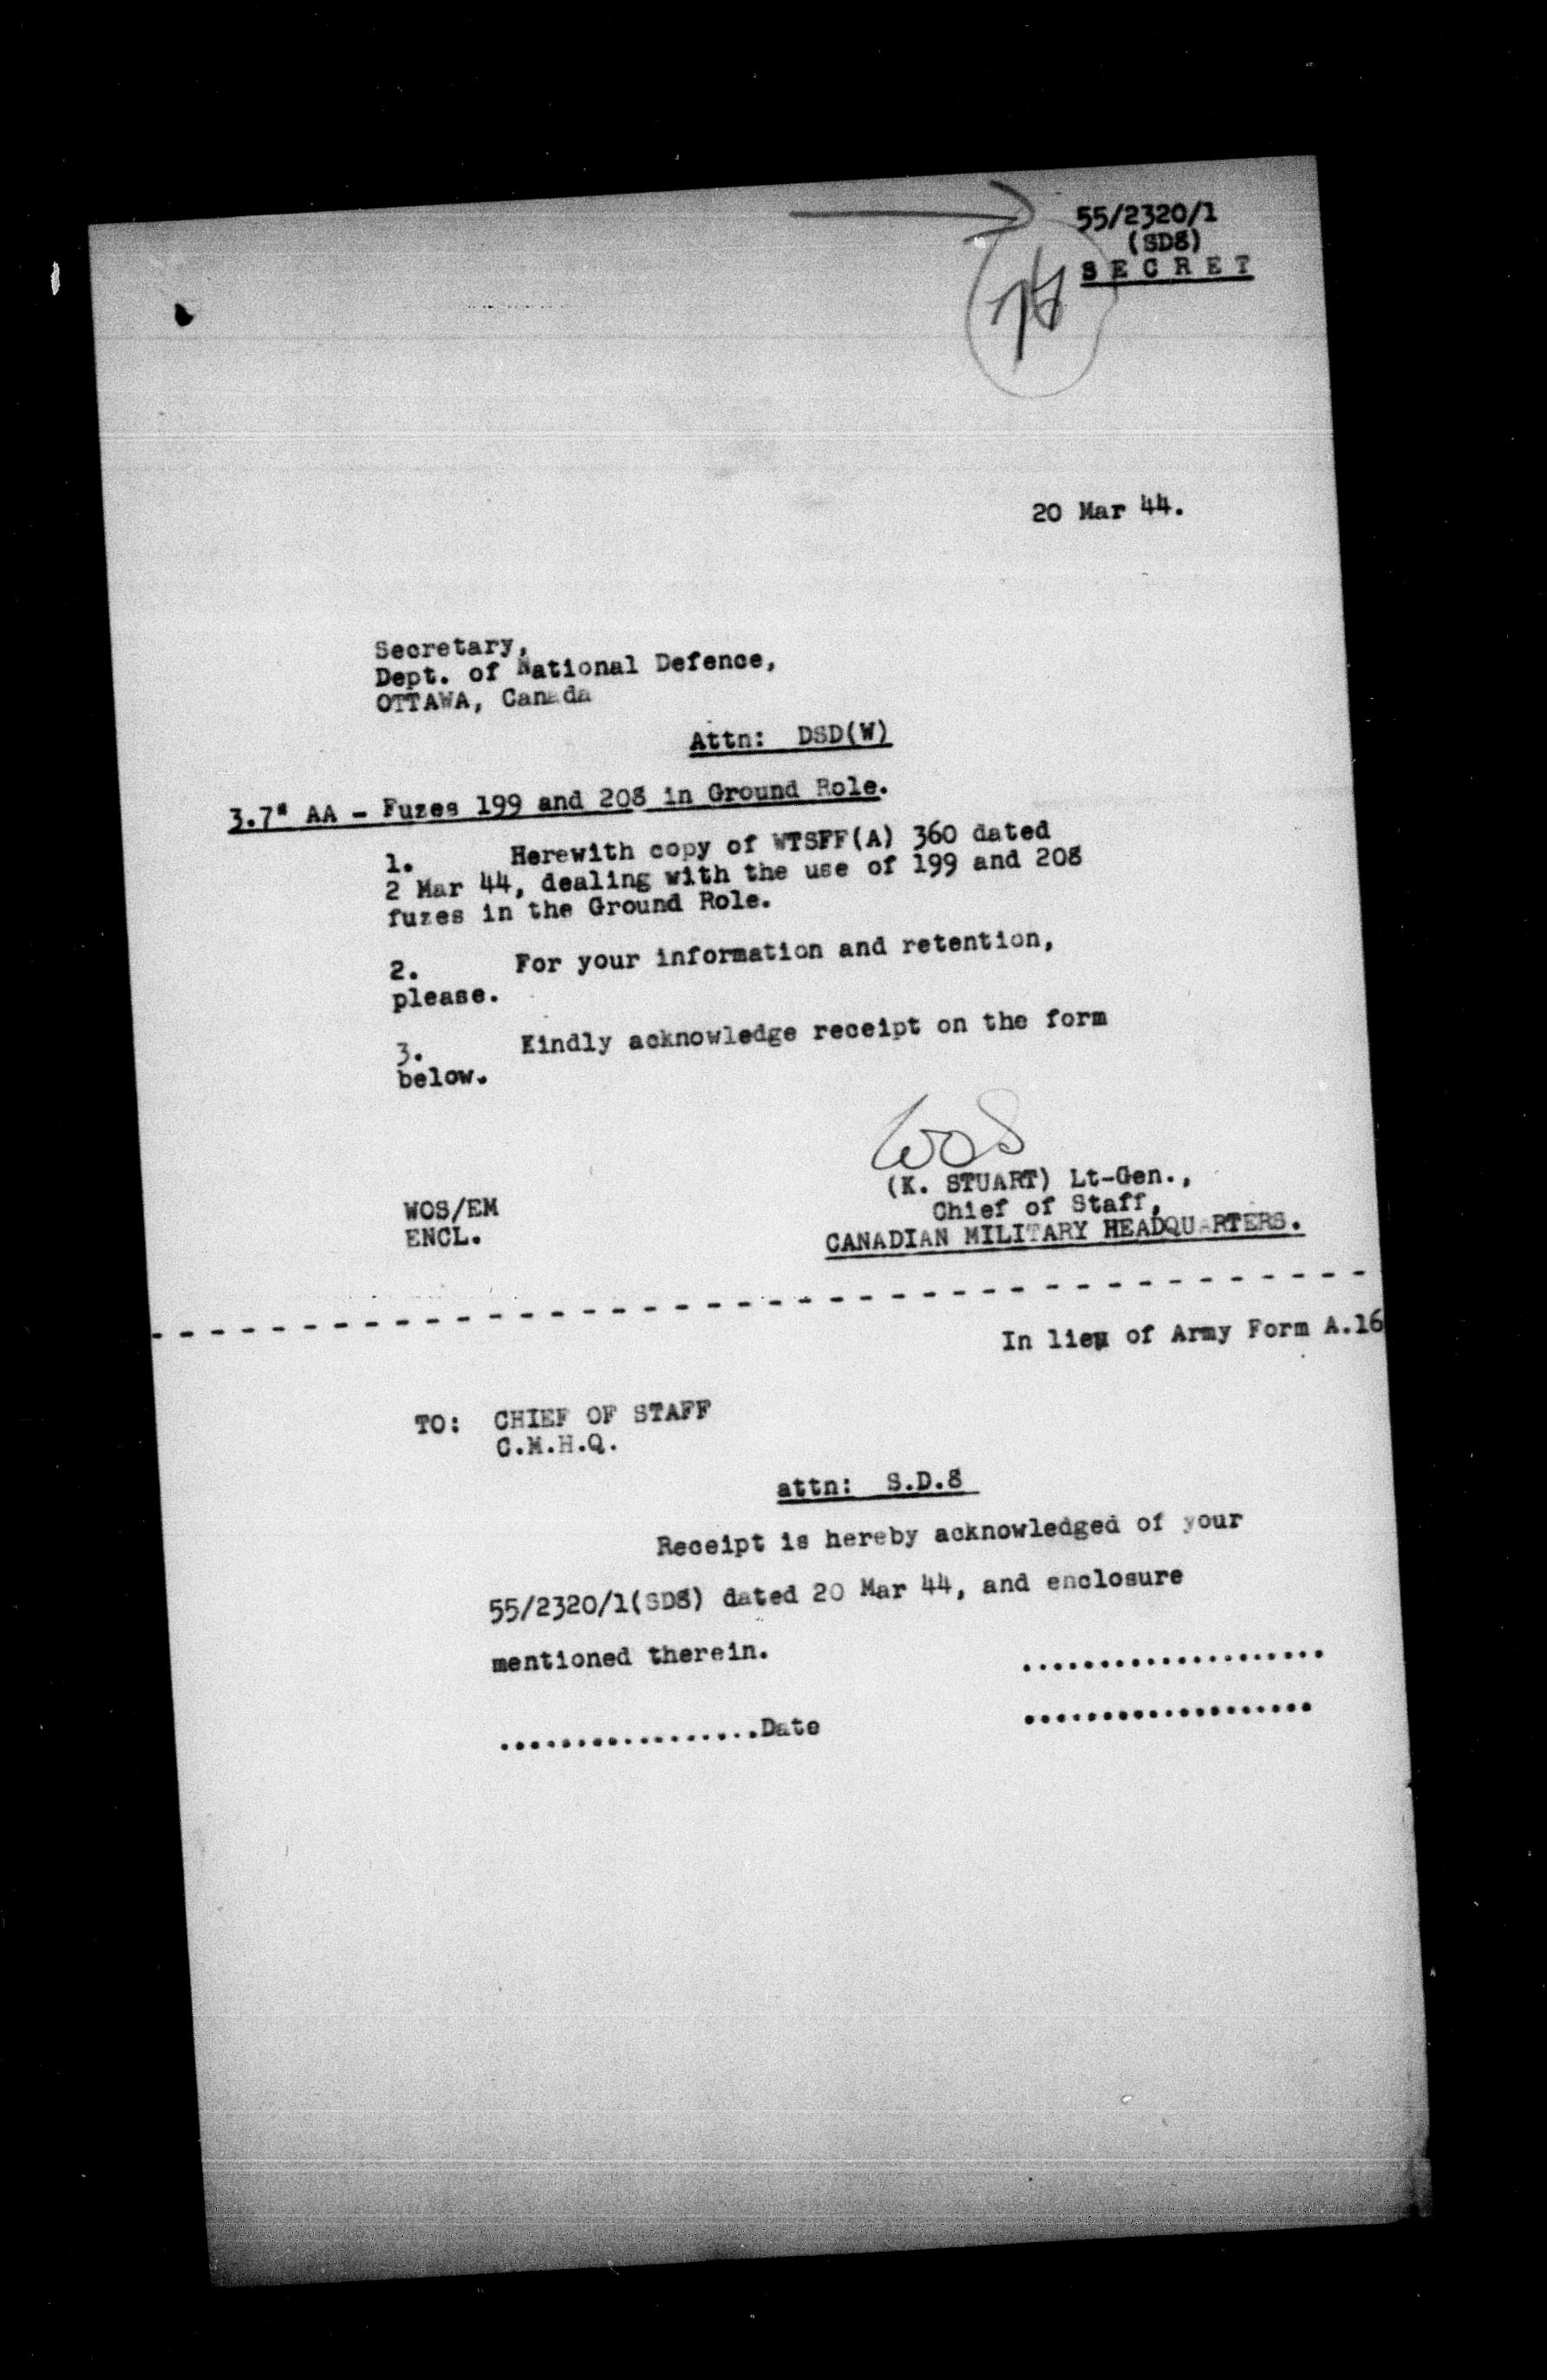 55/2320/1
(SD8)
SECRET
20 Mar 44.
Secretary,
Dept. of National Defence,
OTTAWA, Canada
Attn: DSD(W)
3.7" AA - Fuzes 199 and 208 in Ground Role.
1. Herewith copy of WTSFF(A) 360 dated
2 Mar 44, dealing with the use of 199 and 208
fuzes in the Ground Role.
2. For your information and retention,
please.
3. Kindly acknowledge receipt on the form
below.
WOS
(K. STUART) Lt-Gen.,
WOS/EM
Chief of Staff,
ENCL.
CANADIAN MILITARY HEADQUARTERS.
In lieu of Army Form A.16
TO: CHIEF OF STAFF
C.M.H.Q.
attn: S.D.8
Receipt is hereby acknowledged of your
55/2320/1(SD8) dated 20 Mar 44, and enclosure
mentioned therein. ....................
.................Date ...................